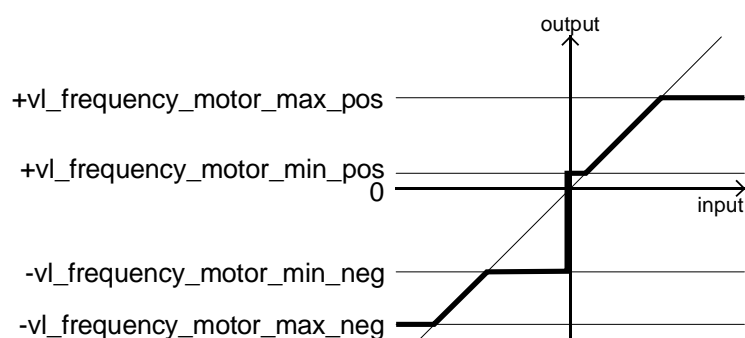 output
+vl_frequency_motor_max_pos
+vl_frequency_motor_min_pos
0
input
-vl_frequency_motor_min_neg
-vl_frequency_motor_max_neg